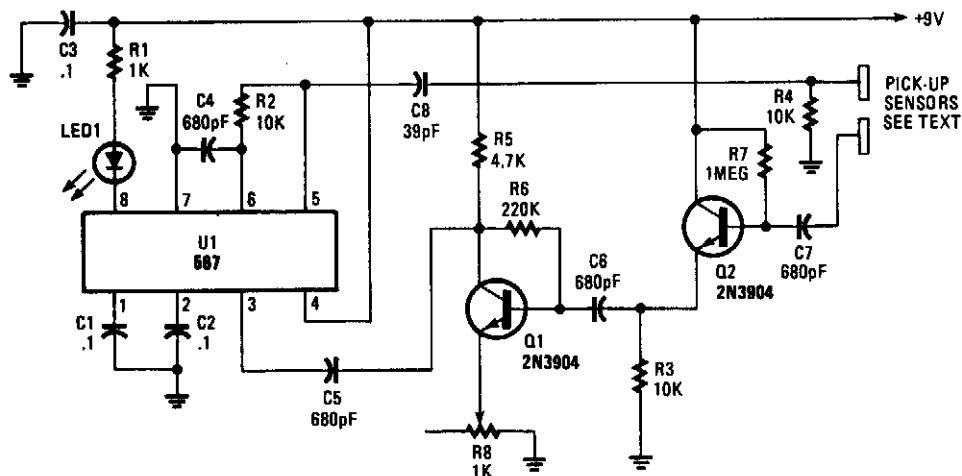 +9V
C3
.1
R1
1K
LED1
C4
680pF
R2
10K
C8
39pF
R4
10K
PICK-UP
SENSORS
SEE TEXT
R5
4.7K
R7
1MEG
R6
220K
8
7
6
5
U1
567
1
2
3
4
C1
.1
C2
.1
C6
680pF
C7
680pF
Q2
2N3904
Q1
2N3904
C5
680pF
R3
10K
R8
1K